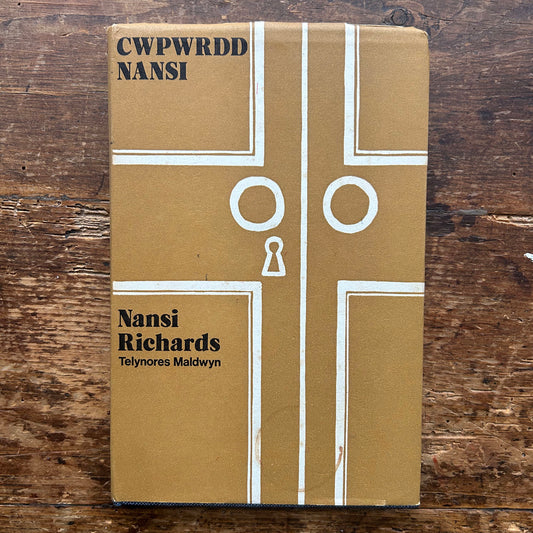 CWPWRDD
NANSI
Nansi
Richards
Telynores Maldwyn